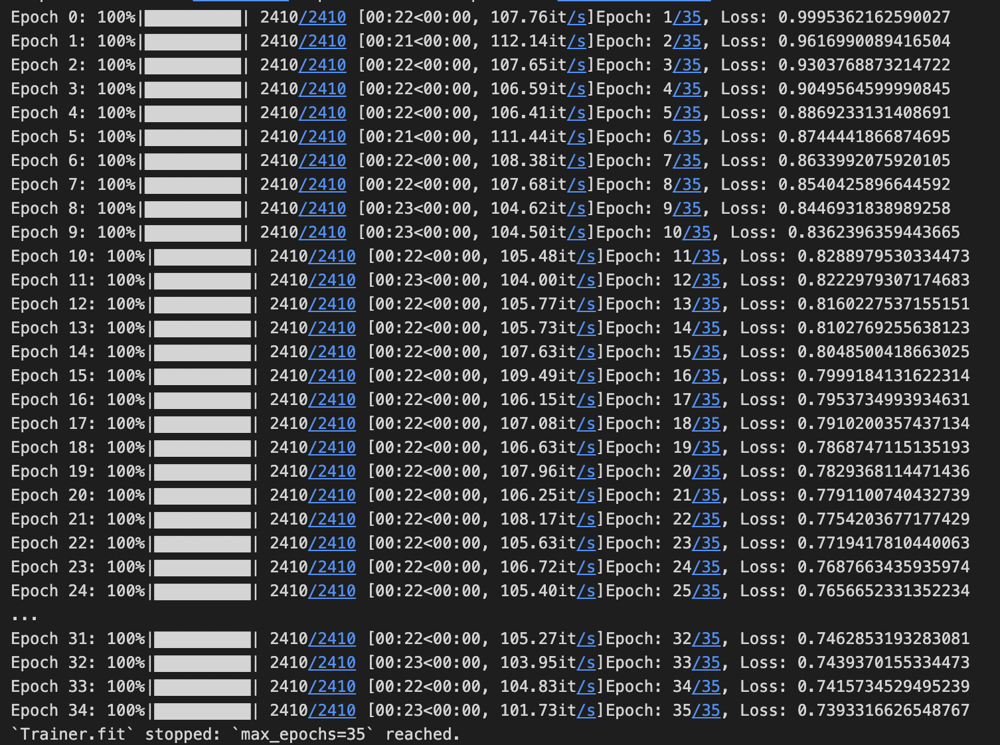 Epoch 0: 100%|██████████| 2410/2410 [00:22<00:00, 107.76it/s]Epoch: 1/35, Loss: 0.9995362162590027
Epoch 1: 100%|██████████| 2410/2410 [00:21<00:00, 112.14it/s]Epoch: 2/35, Loss: 0.9616990089416504
Epoch 2: 100%|██████████| 2410/2410 [00:22<00:00, 107.65it/s]Epoch: 3/35, Loss: 0.9303768873214722
Epoch 3: 100%|██████████| 2410/2410 [00:22<00:00, 106.59it/s]Epoch: 4/35, Loss: 0.9049564599990845
Epoch 4: 100%|██████████| 2410/2410 [00:22<00:00, 106.41it/s]Epoch: 5/35, Loss: 0.8869233131408691
Epoch 5: 100%|██████████| 2410/2410 [00:21<00:00, 111.44it/s]Epoch: 6/35, Loss: 0.8744441866874695
Epoch 6: 100%|██████████| 2410/2410 [00:22<00:00, 108.38it/s]Epoch: 7/35, Loss: 0.8633992075920105
Epoch 7: 100%|██████████| 2410/2410 [00:22<00:00, 107.68it/s]Epoch: 8/35, Loss: 0.8540425896644592
Epoch 8: 100%|██████████| 2410/2410 [00:23<00:00, 104.62it/s]Epoch: 9/35, Loss: 0.8446931838989258
Epoch 9: 100%|██████████| 2410/2410 [00:23<00:00, 104.50it/s]Epoch: 10/35, Loss: 0.8362396359443665
Epoch 10: 100%|██████████| 2410/2410 [00:22<00:00, 105.48it/s]Epoch: 11/35, Loss: 0.8288979530334473
Epoch 11: 100%|██████████| 2410/2410 [00:23<00:00, 104.00it/s]Epoch: 12/35, Loss: 0.8222979307174683
Epoch 12: 100%|██████████| 2410/2410 [00:22<00:00, 105.77it/s]Epoch: 13/35, Loss: 0.8160227537155151
Epoch 13: 100%|██████████| 2410/2410 [00:22<00:00, 105.73it/s]Epoch: 14/35, Loss: 0.8102769255638123
Epoch 14: 100%|██████████| 2410/2410 [00:22<00:00, 107.63it/s]Epoch: 15/35, Loss: 0.8048500418663025
Epoch 15: 100%|██████████| 2410/2410 [00:22<00:00, 109.49it/s]Epoch: 16/35, Loss: 0.7999184131622314
Epoch 16: 100%|██████████| 2410/2410 [00:22<00:00, 106.15it/s]Epoch: 17/35, Loss: 0.7953734993934631
Epoch 17: 100%|██████████| 2410/2410 [00:22<00:00, 107.08it/s]Epoch: 18/35, Loss: 0.7910200357437134
Epoch 18: 100%|██████████| 2410/2410 [00:22<00:00, 106.63it/s]Epoch: 19/35, Loss: 0.7868747115135193
Epoch 19: 100%|██████████| 2410/2410 [00:22<00:00, 107.96it/s]Epoch: 20/35, Loss: 0.7829368114471436
Epoch 20: 100%|██████████| 2410/2410 [00:22<00:00, 106.25it/s]Epoch: 21/35, Loss: 0.7791100740432739
Epoch 21: 100%|██████████| 2410/2410 [00:22<00:00, 108.17it/s]Epoch: 22/35, Loss: 0.7754203677177429
Epoch 22: 100%|██████████| 2410/2410 [00:22<00:00, 105.63it/s]Epoch: 23/35, Loss: 0.7719417810440063
Epoch 23: 100%|██████████| 2410/2410 [00:22<00:00, 106.72it/s]Epoch: 24/35, Loss: 0.7687663435935974
Epoch 24: 100%|██████████| 2410/2410 [00:22<00:00, 105.40it/s]Epoch: 25/35, Loss: 0.7656652331352234
...
Epoch 31: 100%|██████████| 2410/2410 [00:22<00:00, 105.27it/s]Epoch: 32/35, Loss: 0.7462853193283081
Epoch 32: 100%|██████████| 2410/2410 [00:23<00:00, 103.95it/s]Epoch: 33/35, Loss: 0.7439370155334473
Epoch 33: 100%|██████████| 2410/2410 [00:22<00:00, 104.83it/s]Epoch: 34/35, Loss: 0.7415734529495239
Epoch 34: 100%|██████████| 2410/2410 [00:23<00:00, 101.73it/s]Epoch: 35/35, Loss: 0.7393316626548767
`Trainer.fit` stopped: `max_epochs=35` reached.